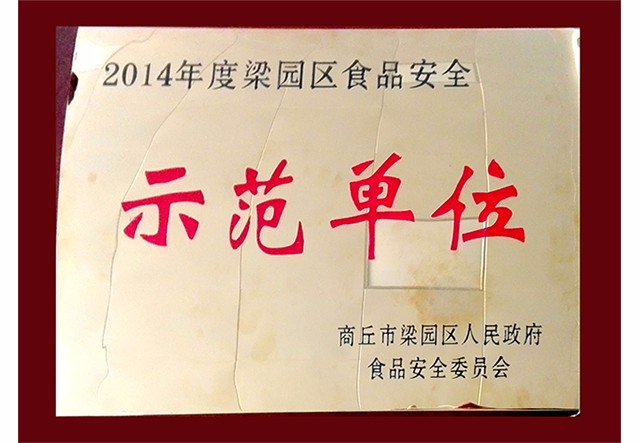 2014年度梁园区食品安全
示范单位
商丘市梁园区人民政府
食品安全委员会